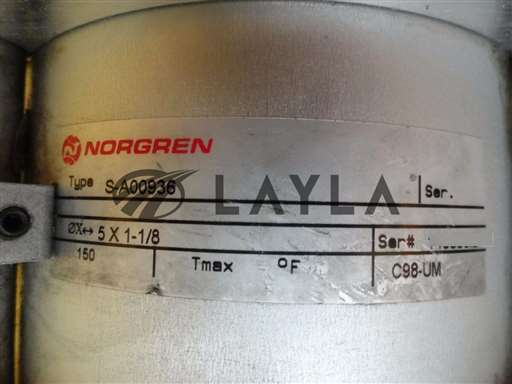 NORGREN
Type S-A00936 Ser.
LAYLA
ØX↔ 5 X 1-1/8 Ser#
150 Tmax °F C98-UM